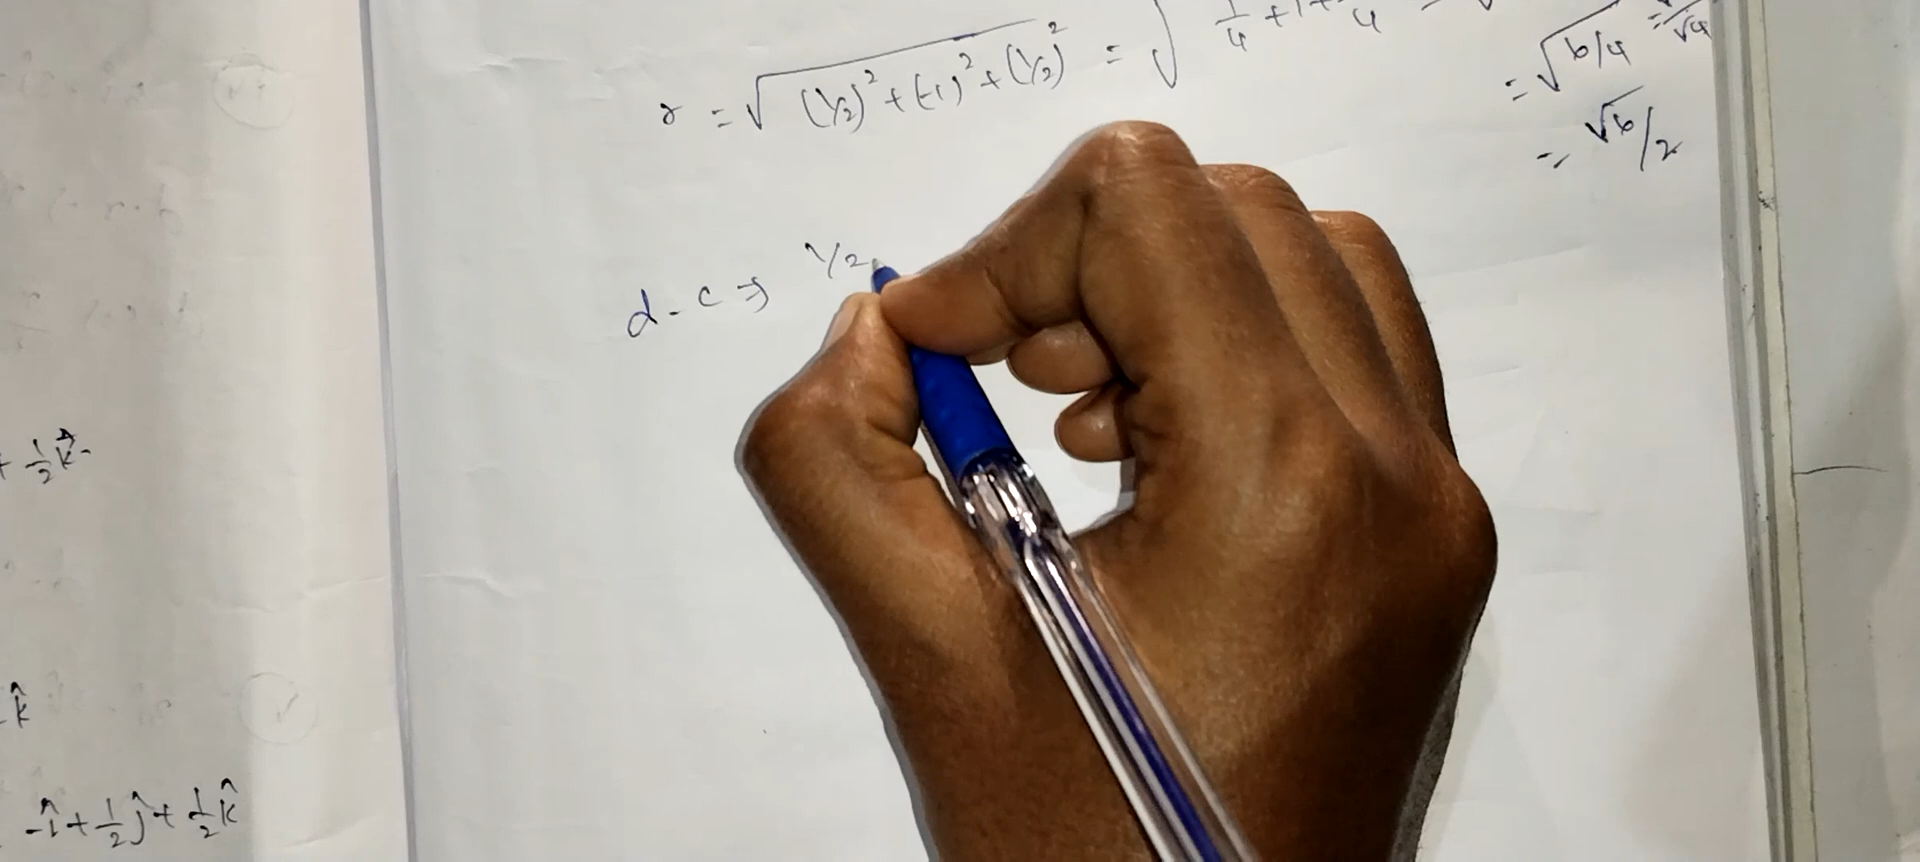 r = √(1/2)² + (-1)² + (1/2)² = √ 1/4 + 1 +
= √6/4
= √6/2
d.c ⇒ 1/2
+ 1/2 k̂.
k̂
-î + 1/2 ĵ + 1/2 k̂